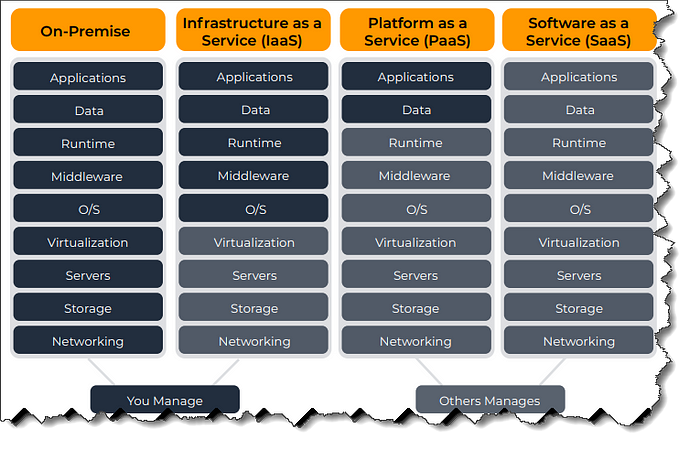 On-Premise
Infrastructure as a
Service (IaaS)
Platform as a
Service (PaaS)
Software as a
Service (SaaS)
Applications
Applications
Applications
Applications
Data
Data
Data
Data
Runtime
Runtime
Runtime
Runtime
Middleware
Middleware
Middleware
Middleware
O/S
O/S
O/S
O/S
Virtualization
Virtualization
Virtualization
Virtualization
Servers
Servers
Servers
Servers
Storage
Storage
Storage
Storage
Networking
Networking
Networking
Networking
You Manage
Others Manages